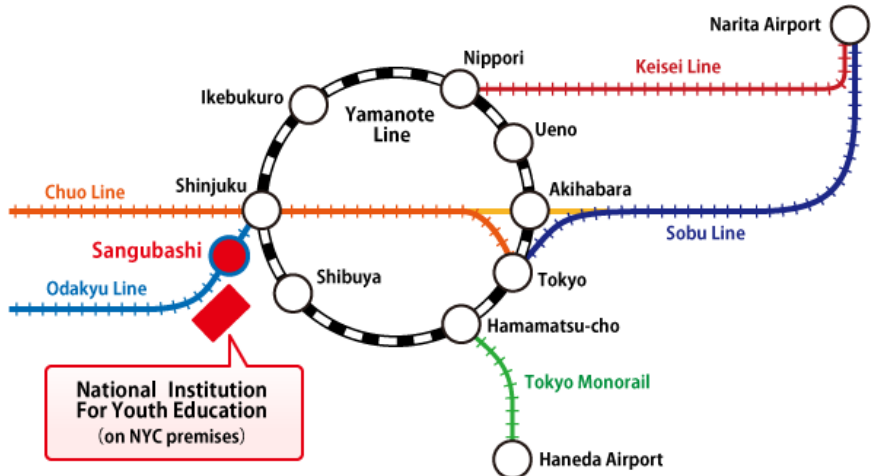 Narita Airport
Nippori
Keisei Line
Ikebukuro
Yamanote
Line
Ueno
Shinjuku
Akihabara
Chuo Line
Sobu Line
Sangubashi
Shibuya
Tokyo
Odakyu Line
Hamamatsu-cho
National Institution
For Youth Education
(on NYC premises)
Tokyo Monorail
Haneda Airport